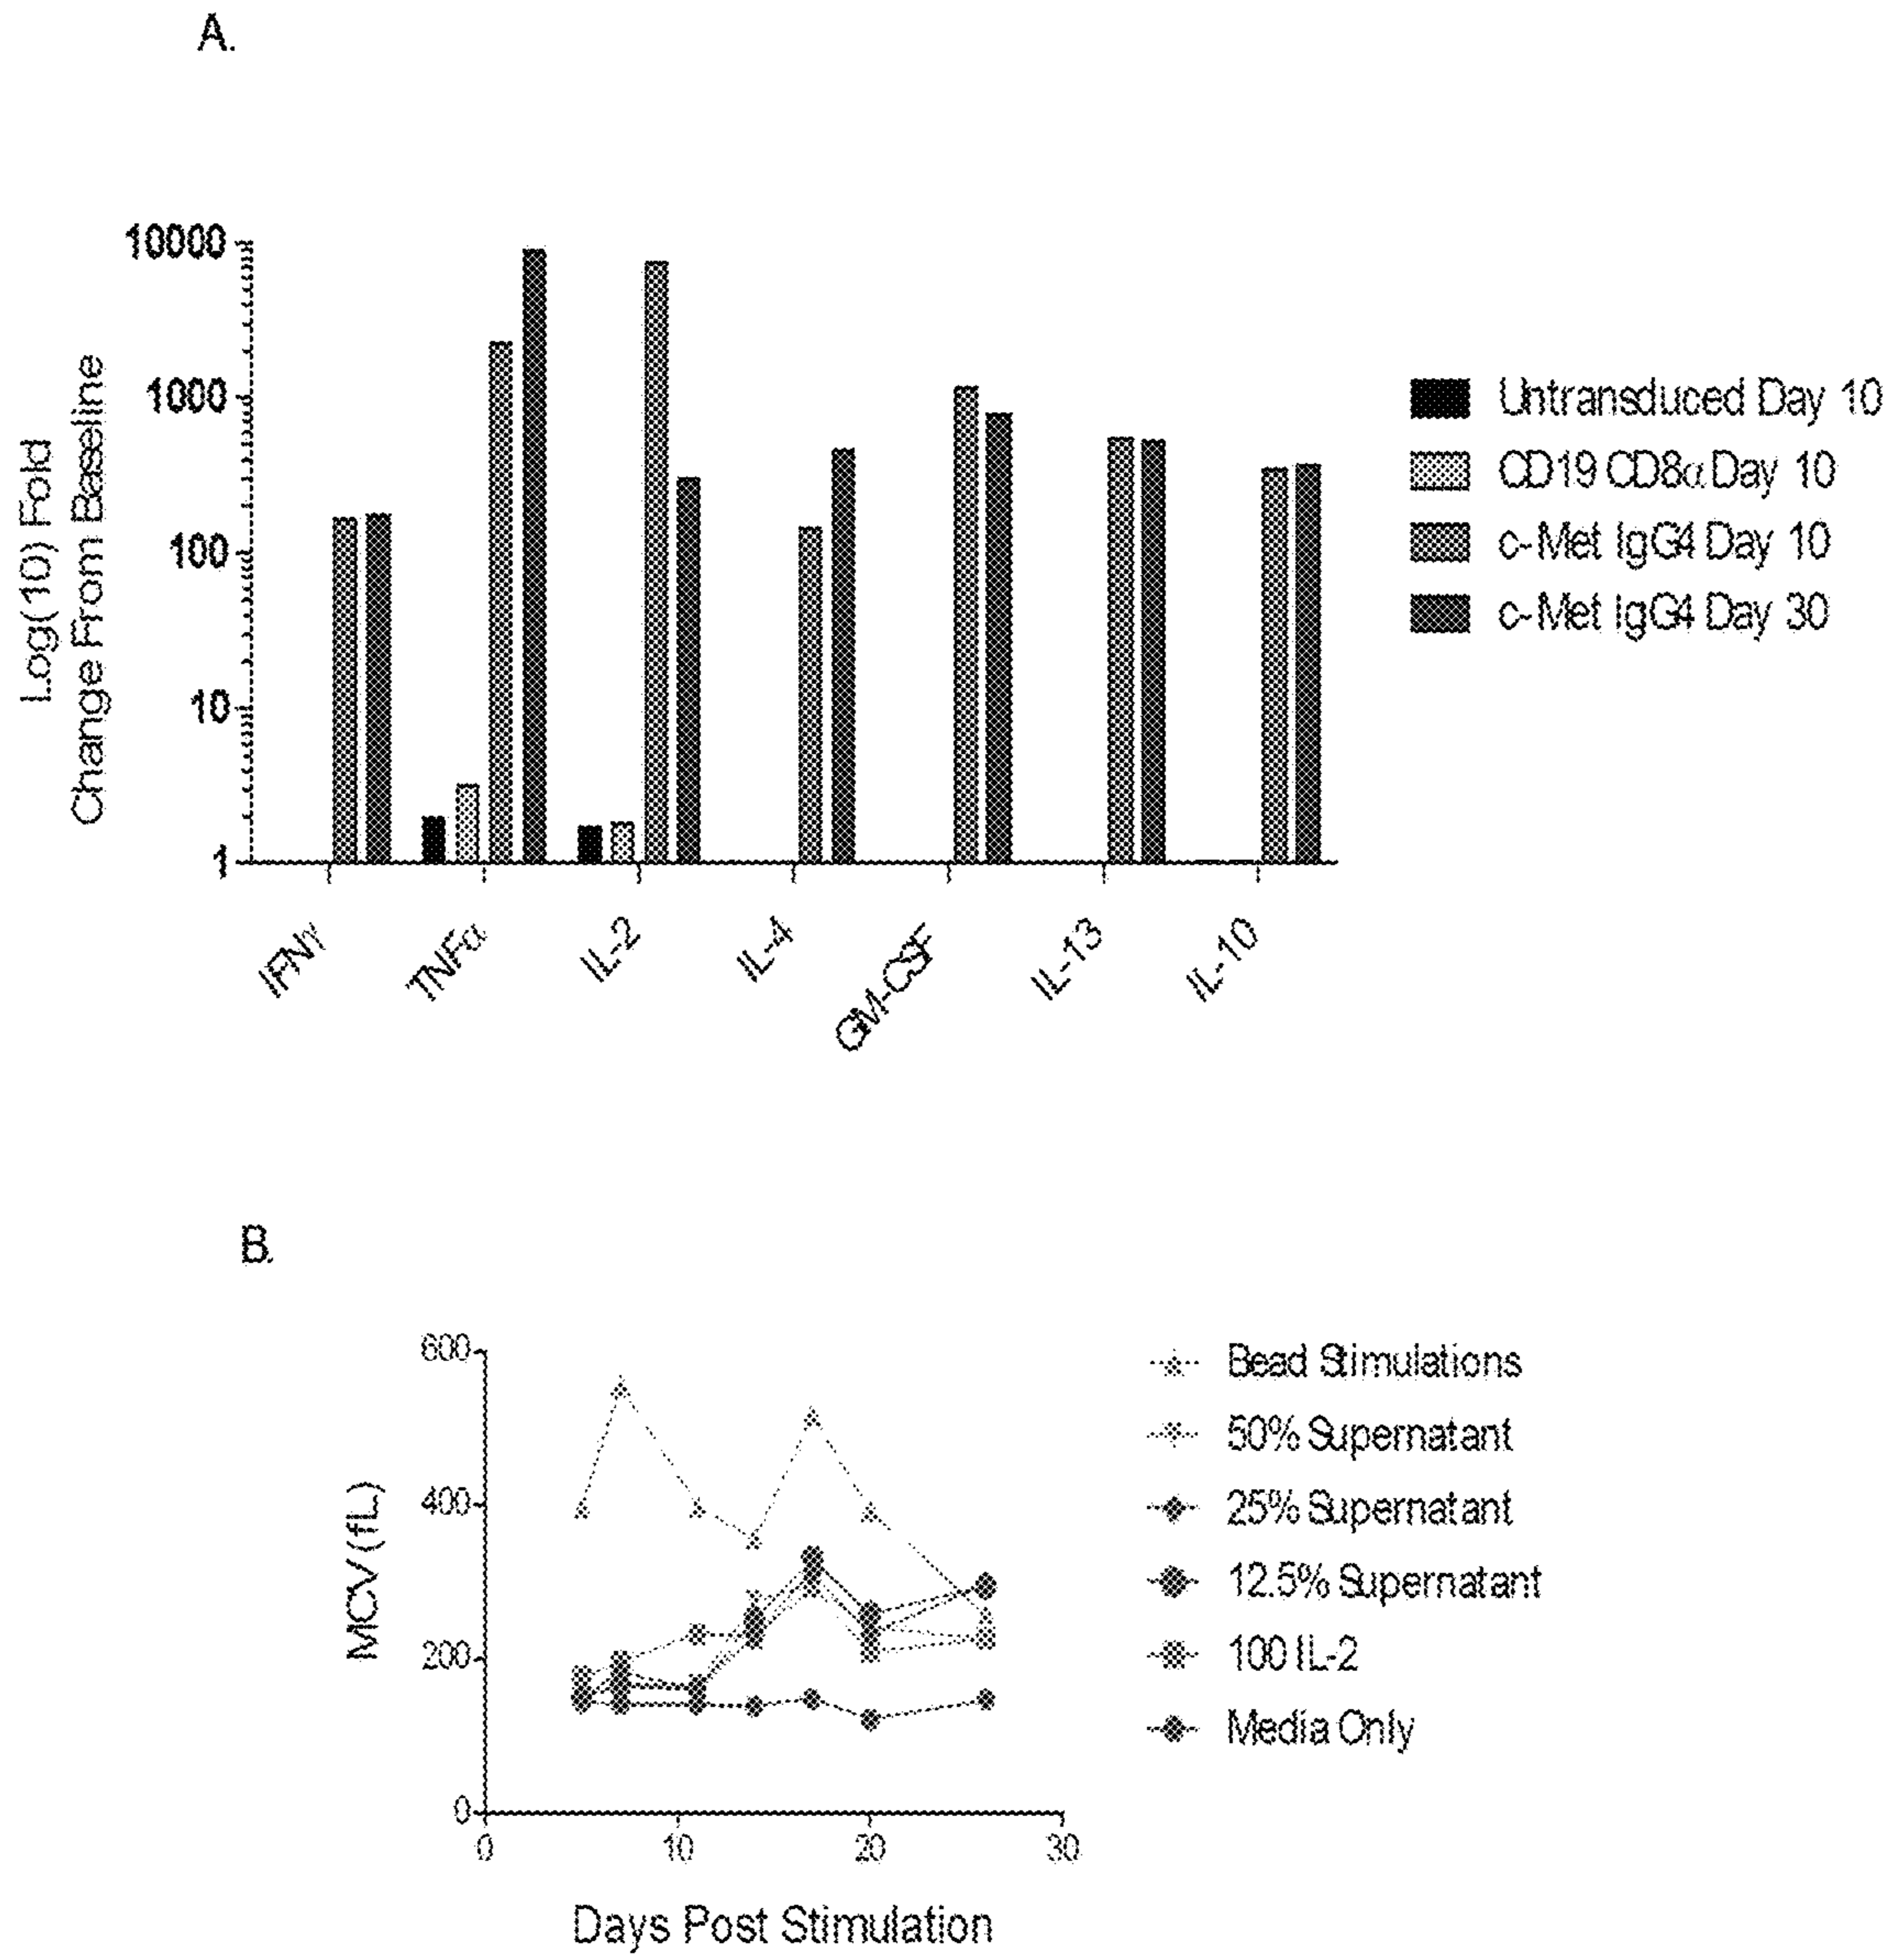 A.
10000
1000
100
10
1
Log(10) Fold
Change From Baseline
IFNγ
TNFα
IL-2
IL-4
GM-CSF
IL-13
IL-10
Untransduced Day 10
CD19 CD8α Day 10
c-Met IgG4 Day 10
c-Met IgG4 Day 30
B.
600
400
200
0
MCV (fL)
0 10 20 30
Days Post Stimulation
Bead Stimulations
50% Supernatant
25% Supernatant
12.5% Supernatant
100 IL-2
Media Only